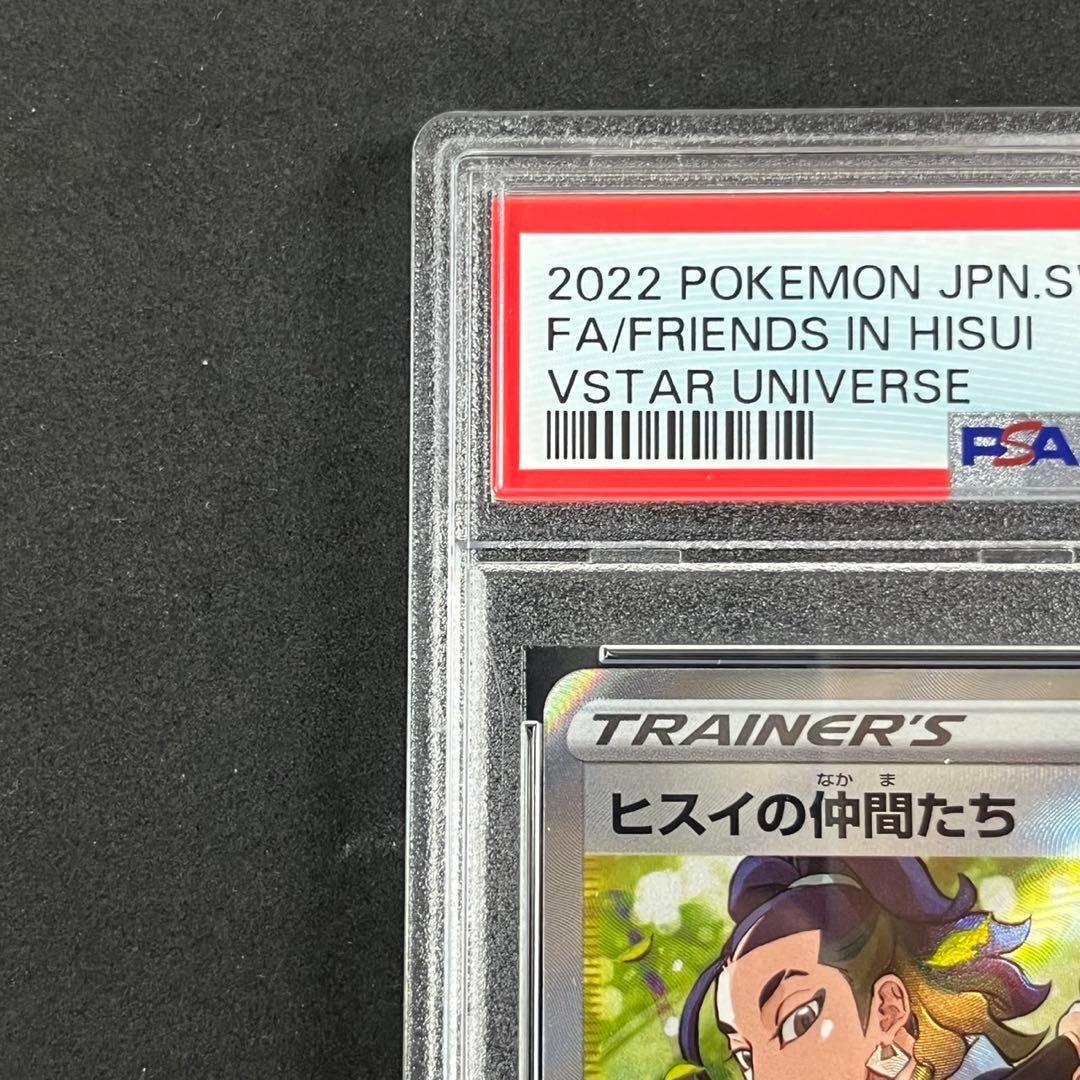 2022 POKEMON JPN.S
FA/FRIENDS IN HISUI
VSTAR UNIVERSE
PSA
TRAINER'S
なかま
ヒスイの仲間たち